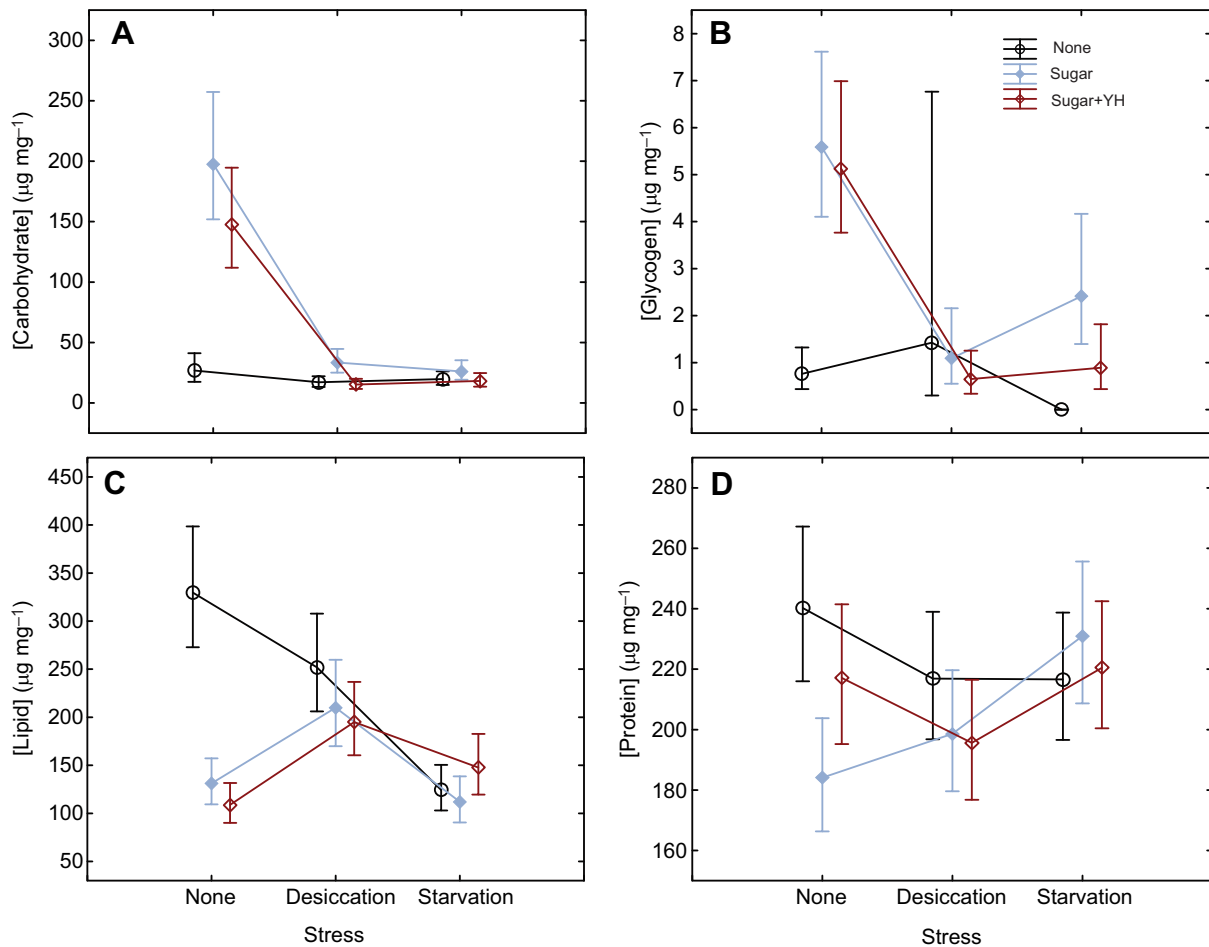 A
[Carbohydrate] (μg mg–1)
300
250
200
150
100
50
0
B
[Glycogen] (μg mg–1)
8
7
6
5
4
3
2
1
0
None
Sugar
Sugar+YH
C
[Lipid] (μg mg–1)
450
400
350
300
250
200
150
100
50
None Desiccation Starvation
Stress
D
[Protein] (μg mg–1)
280
260
240
220
200
180
160
None Desiccation Starvation
Stress